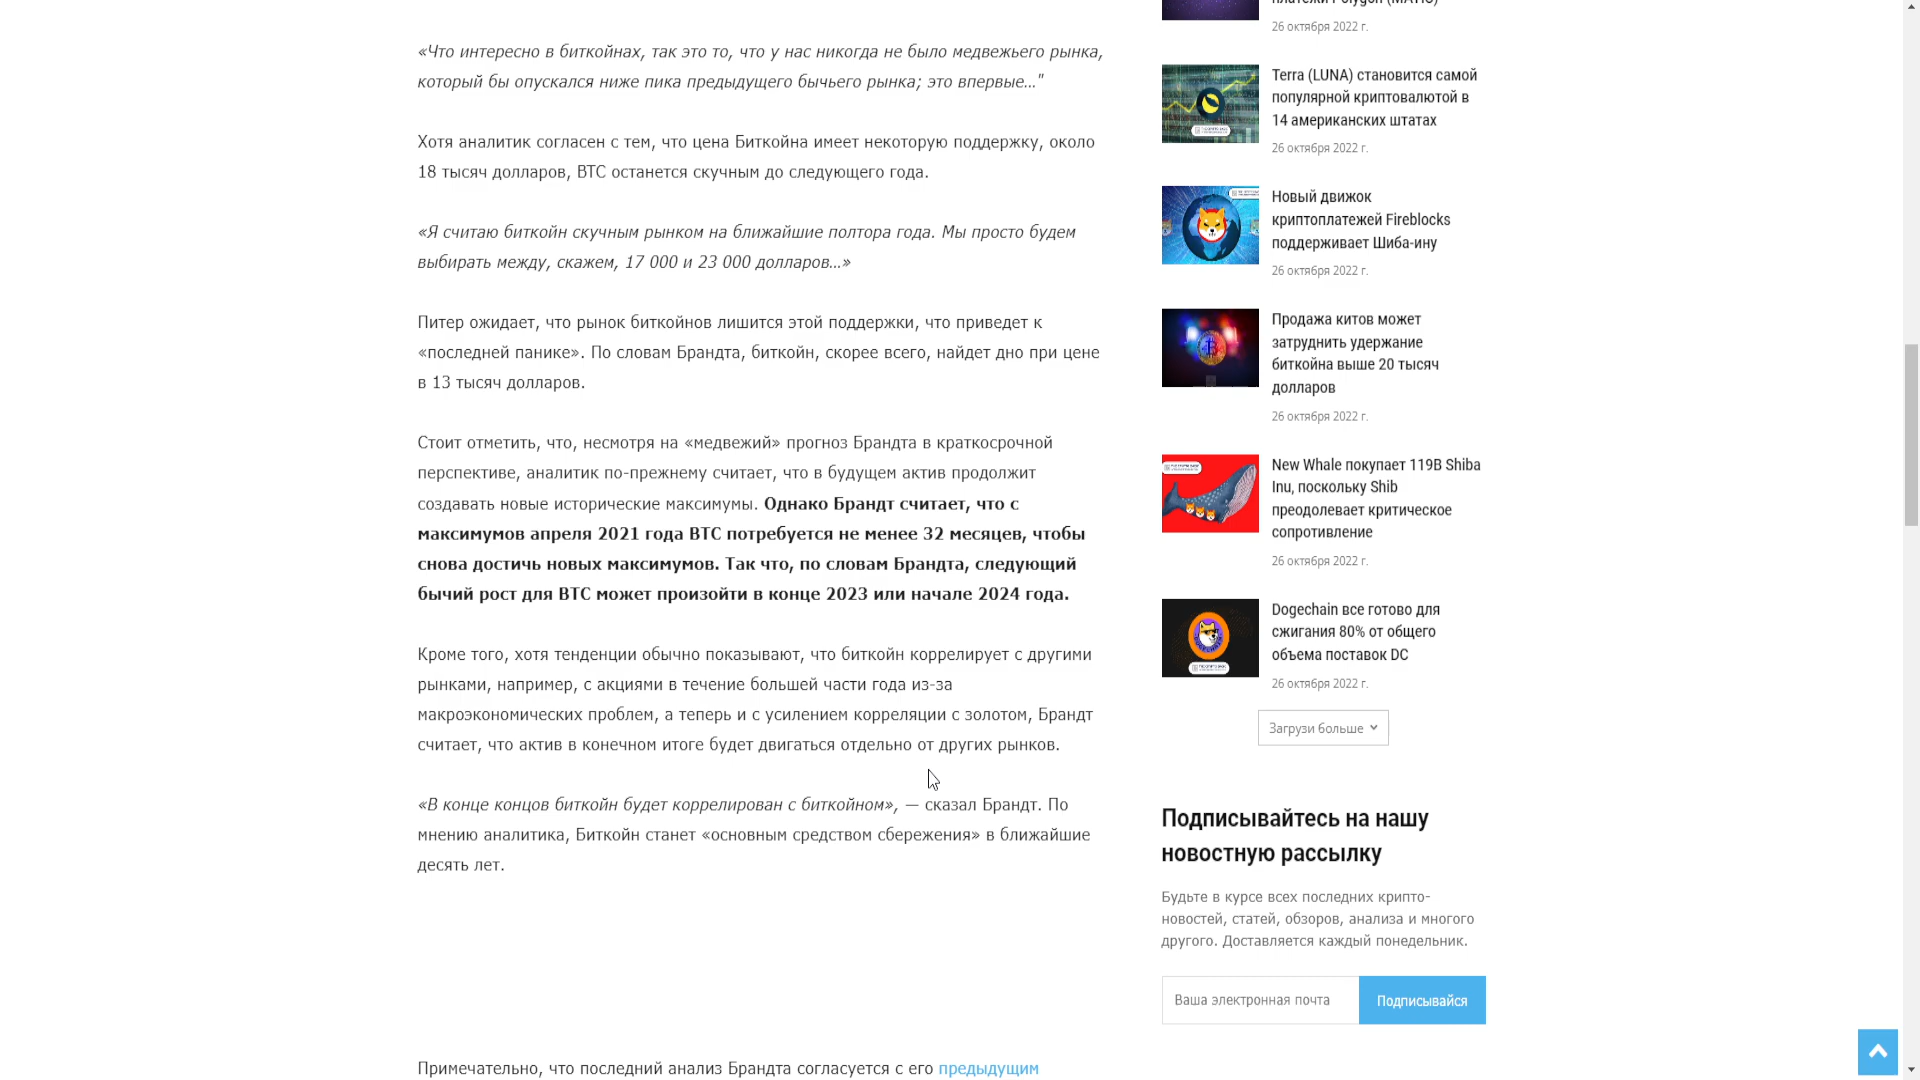 «Что интересно в биткойнах, так это то, что у нас никогда не было медвежьего рынка,
который бы опускался ниже пика предыдущего бычьего рынка; это впервые..."
Хотя аналитик согласен с тем, что цена Биткойна имеет некоторую поддержку, около
18 тысяч долларов, BTC останется скучным до следующего года.
«Я считаю биткойн скучным рынком на ближайшие полтора года. Мы просто будем
выбирать между, скажем, 17 000 и 23 000 долларов...»
Питер ожидает, что рынок биткойнов лишится этой поддержки, что приведет к
«последней панике». По словам Брандта, биткойн, скорее всего, найдет дно при цене
в 13 тысяч долларов.
Стоит отметить, что, несмотря на «медвежий» прогноз Брандта в краткосрочной
перспективе, аналитик по-прежнему считает, что в будущем актив продолжит
создавать новые исторические максимумы. Однако Брандт считает, что с
максимумов апреля 2021 года BTC потребуется не менее 32 месяцев, чтобы
снова достичь новых максимумов. Так что, по словам Брандта, следующий
бычий рост для BTC может произойти в конце 2023 или начале 2024 года.
Кроме того, хотя тенденции обычно показывают, что биткойн коррелирует с другими
рынками, например, с акциями в течение большей части года из-за
макроэкономических проблем, а теперь и с усилением корреляции с золотом, Брандт
считает, что актив в конечном итоге будет двигаться отдельно от других рынков.
«В конце концов биткойн будет коррелирован с биткойном», — сказал Брандт. По
мнению аналитика, Биткойн станет «основным средством сбережения» в ближайшие
десять лет.
Примечательно, что последний анализ Брандта согласуется с его предыдущим
платежи Polygon (MATIC)
26 октября 2022 г.
Terra (LUNA) становится самой
популярной криптовалютой в
14 американских штатах
26 октября 2022 г.
Новый движок
криптоплатежей Fireblocks
поддерживает Шиба-ину
26 октября 2022 г.
Продажа китов может
затруднить удержание
биткойна выше 20 тысяч
долларов
26 октября 2022 г.
New Whale покупает 119B Shiba
Inu, поскольку Shib
преодолевает критическое
сопротивление
26 октября 2022 г.
Dogechain все готово для
сжигания 80% от общего
объема поставок DC
26 октября 2022 г.
Загрузи больше
Подписывайтесь на нашу
новостную рассылку
Будьте в курсе всех последних крипто-
новостей, статей, обзоров, анализа и многого
другого. Доставляется каждый понедельник.
Ваша электронная почта
Подписывайся